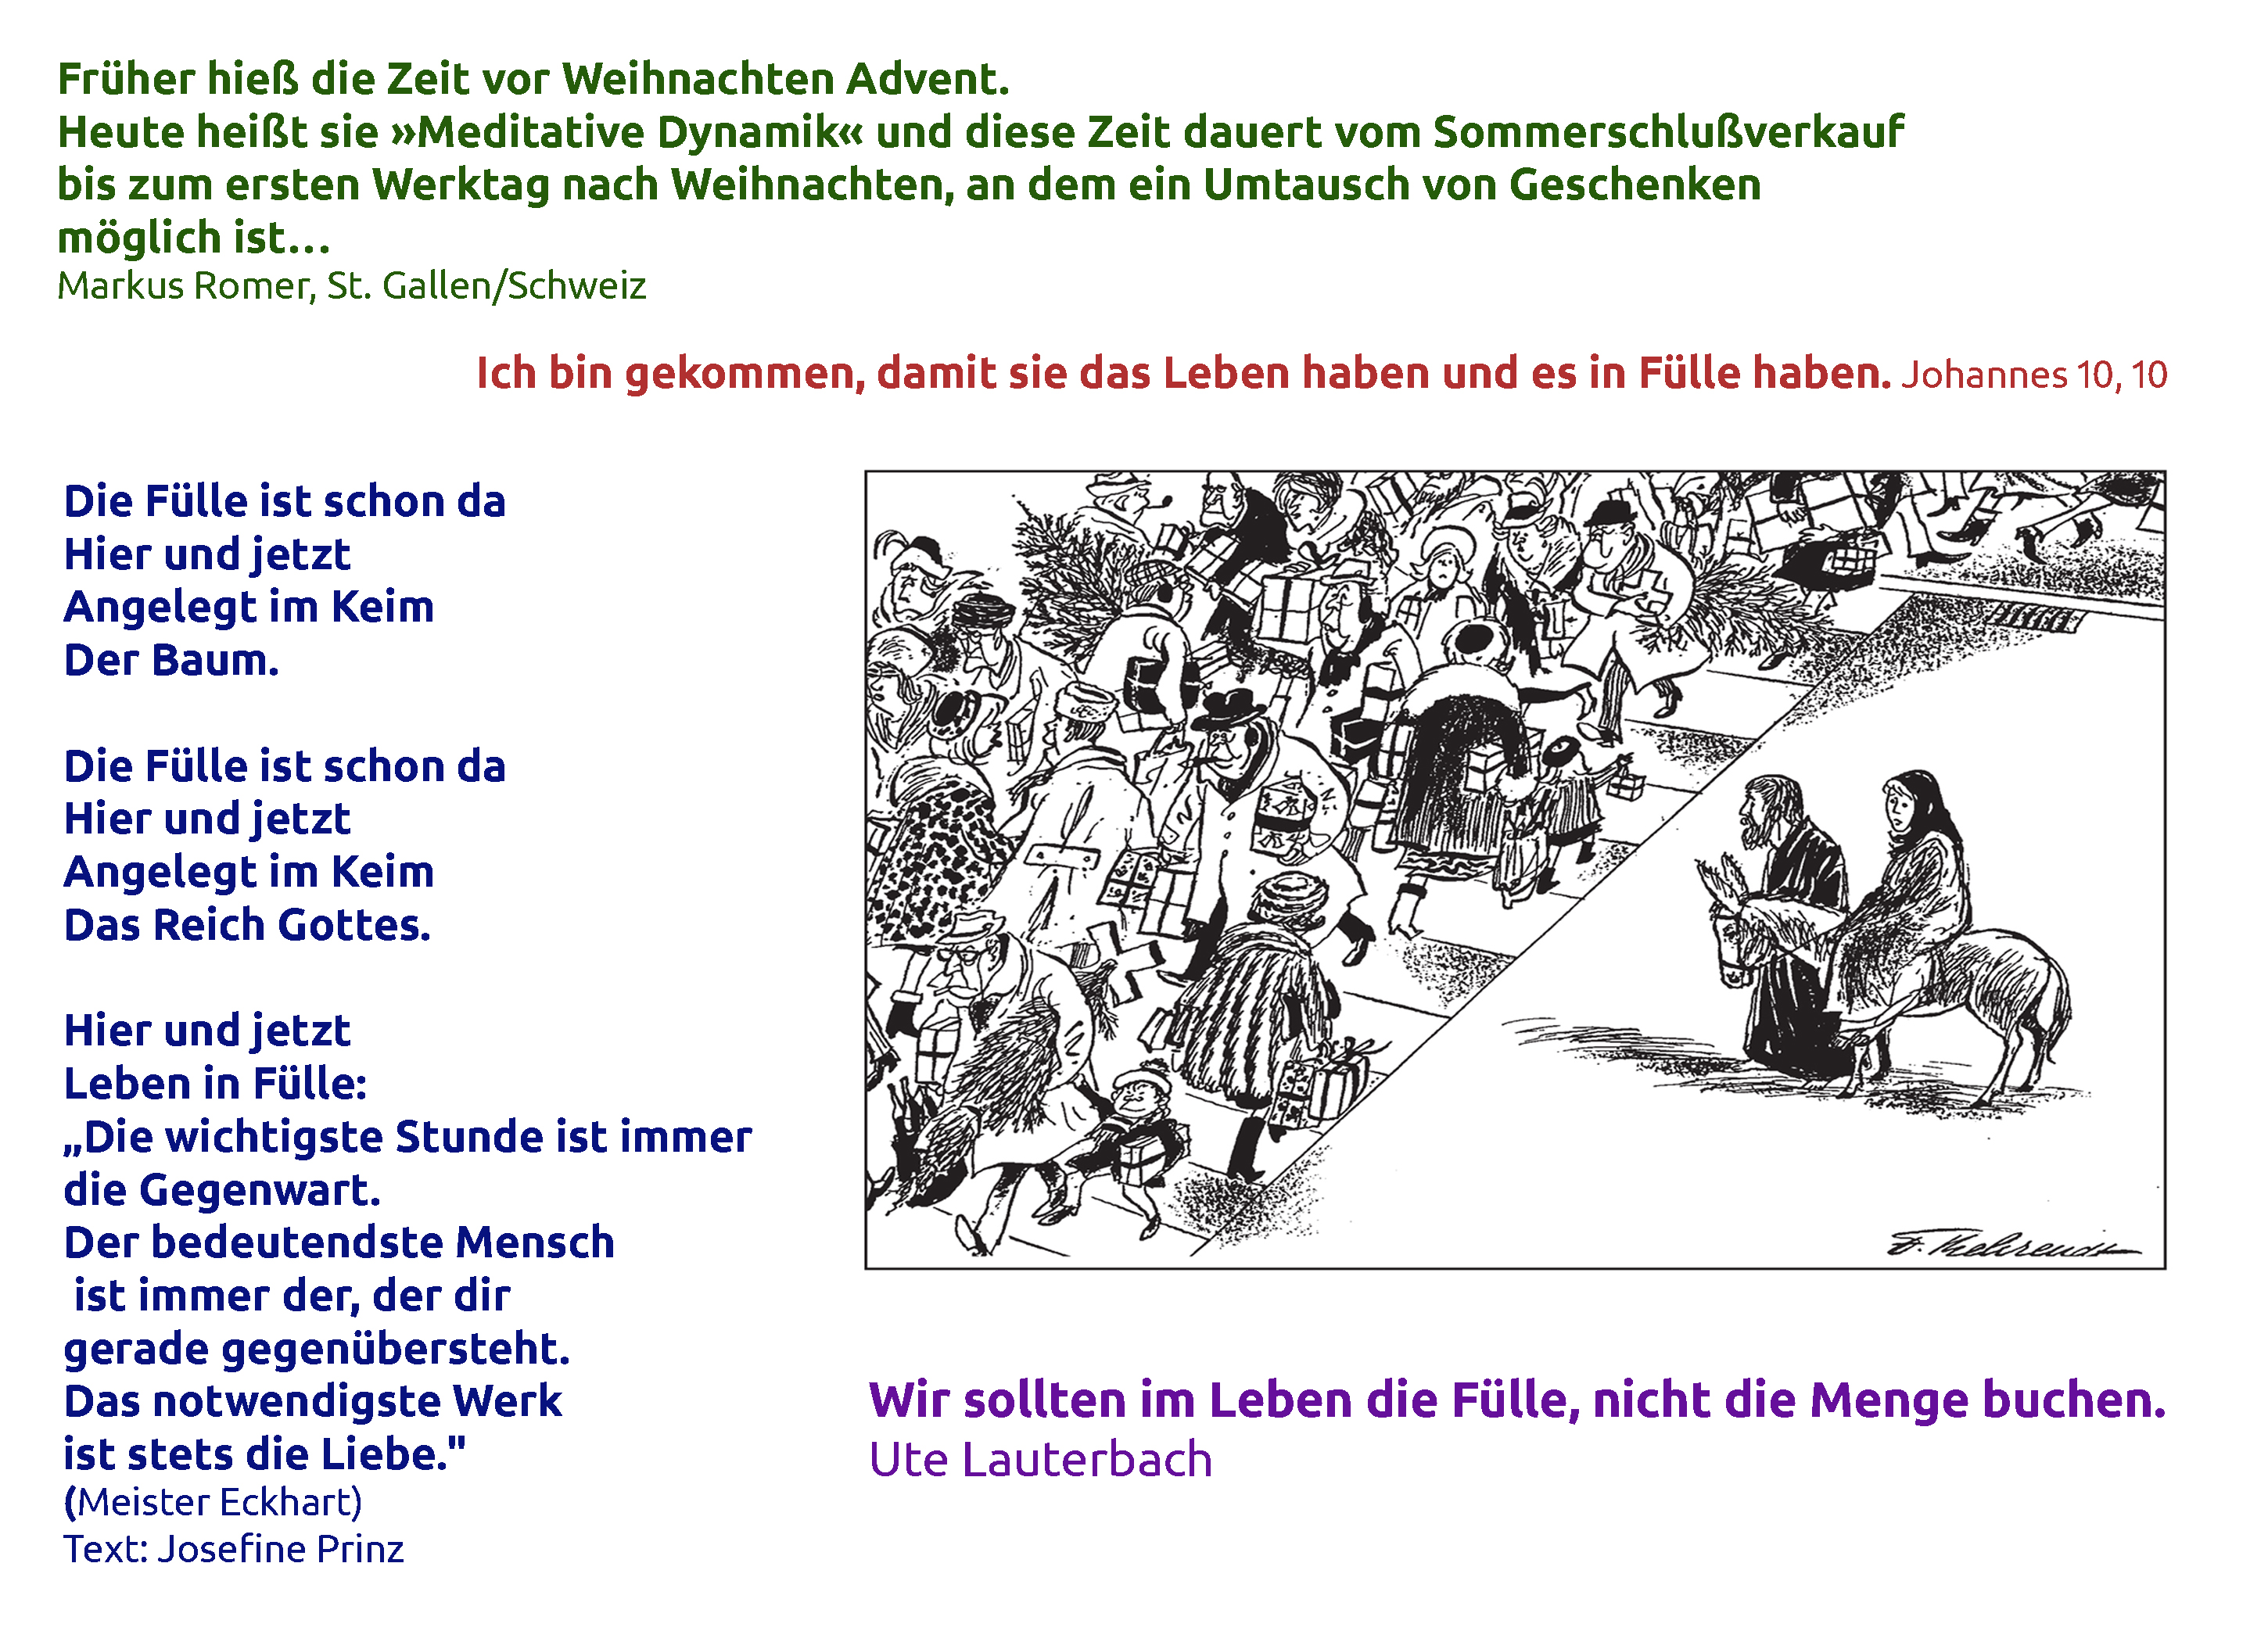 Früher hieß die Zeit vor Weihnachten Advent.
Heute heißt sie »Meditative Dynamik« und diese Zeit dauert vom Sommerschlußverkauf
bis zum ersten Werktag nach Weihnachten, an dem ein Umtausch von Geschenken
möglich ist…
Markus Romer, St. Gallen/Schweiz
Ich bin gekommen, damit sie das Leben haben und es in Fülle haben. Johannes 10, 10
Die Fülle ist schon da
Hier und jetzt
Angelegt im Keim
Der Baum.
Die Fülle ist schon da
Hier und jetzt
Angelegt im Keim
Das Reich Gottes.
Hier und jetzt
Leben in Fülle:
„Die wichtigste Stunde ist immer
die Gegenwart.
Der bedeutendste Mensch
ist immer der, der dir
gerade gegenübersteht.
Das notwendigste Werk
ist stets die Liebe."
(Meister Eckhart)
Text: Josefine Prinz
Wir sollten im Leben die Fülle, nicht die Menge buchen.
Ute Lauterbach